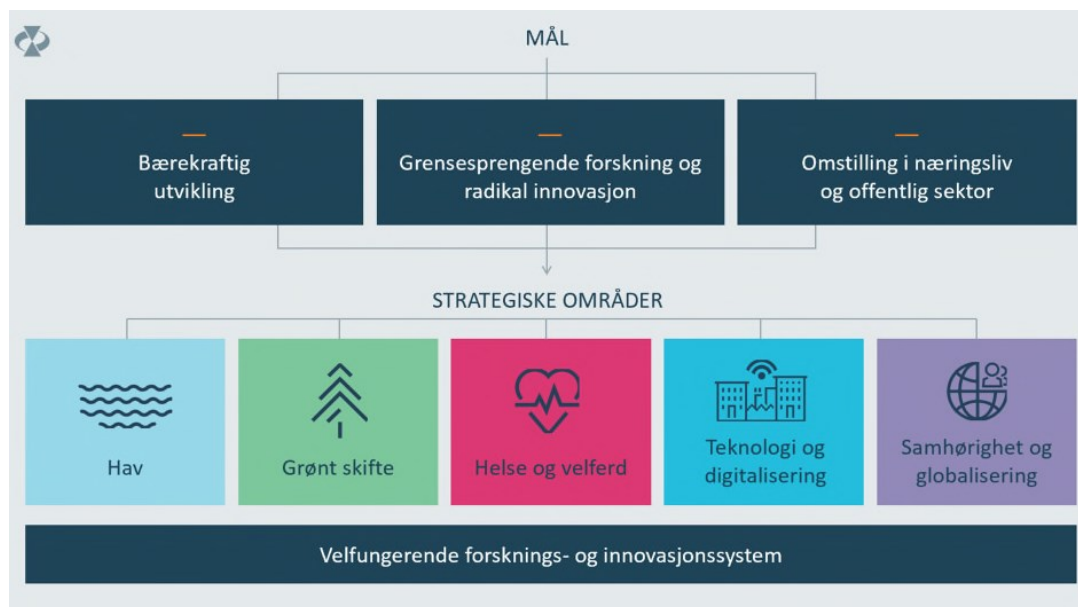 MÅL
Bærekraftig
utvikling
Grensesprengende forskning og
radikal innovasjon
Omstilling i næringsliv
og offentlig sektor
STRATEGISKE OMRÅDER
Hav
Grønt skifte
Helse og velferd
Teknologi og
digitalisering
Samhørighet og
globalisering
Velfungerende forsknings- og innovasjonssystem